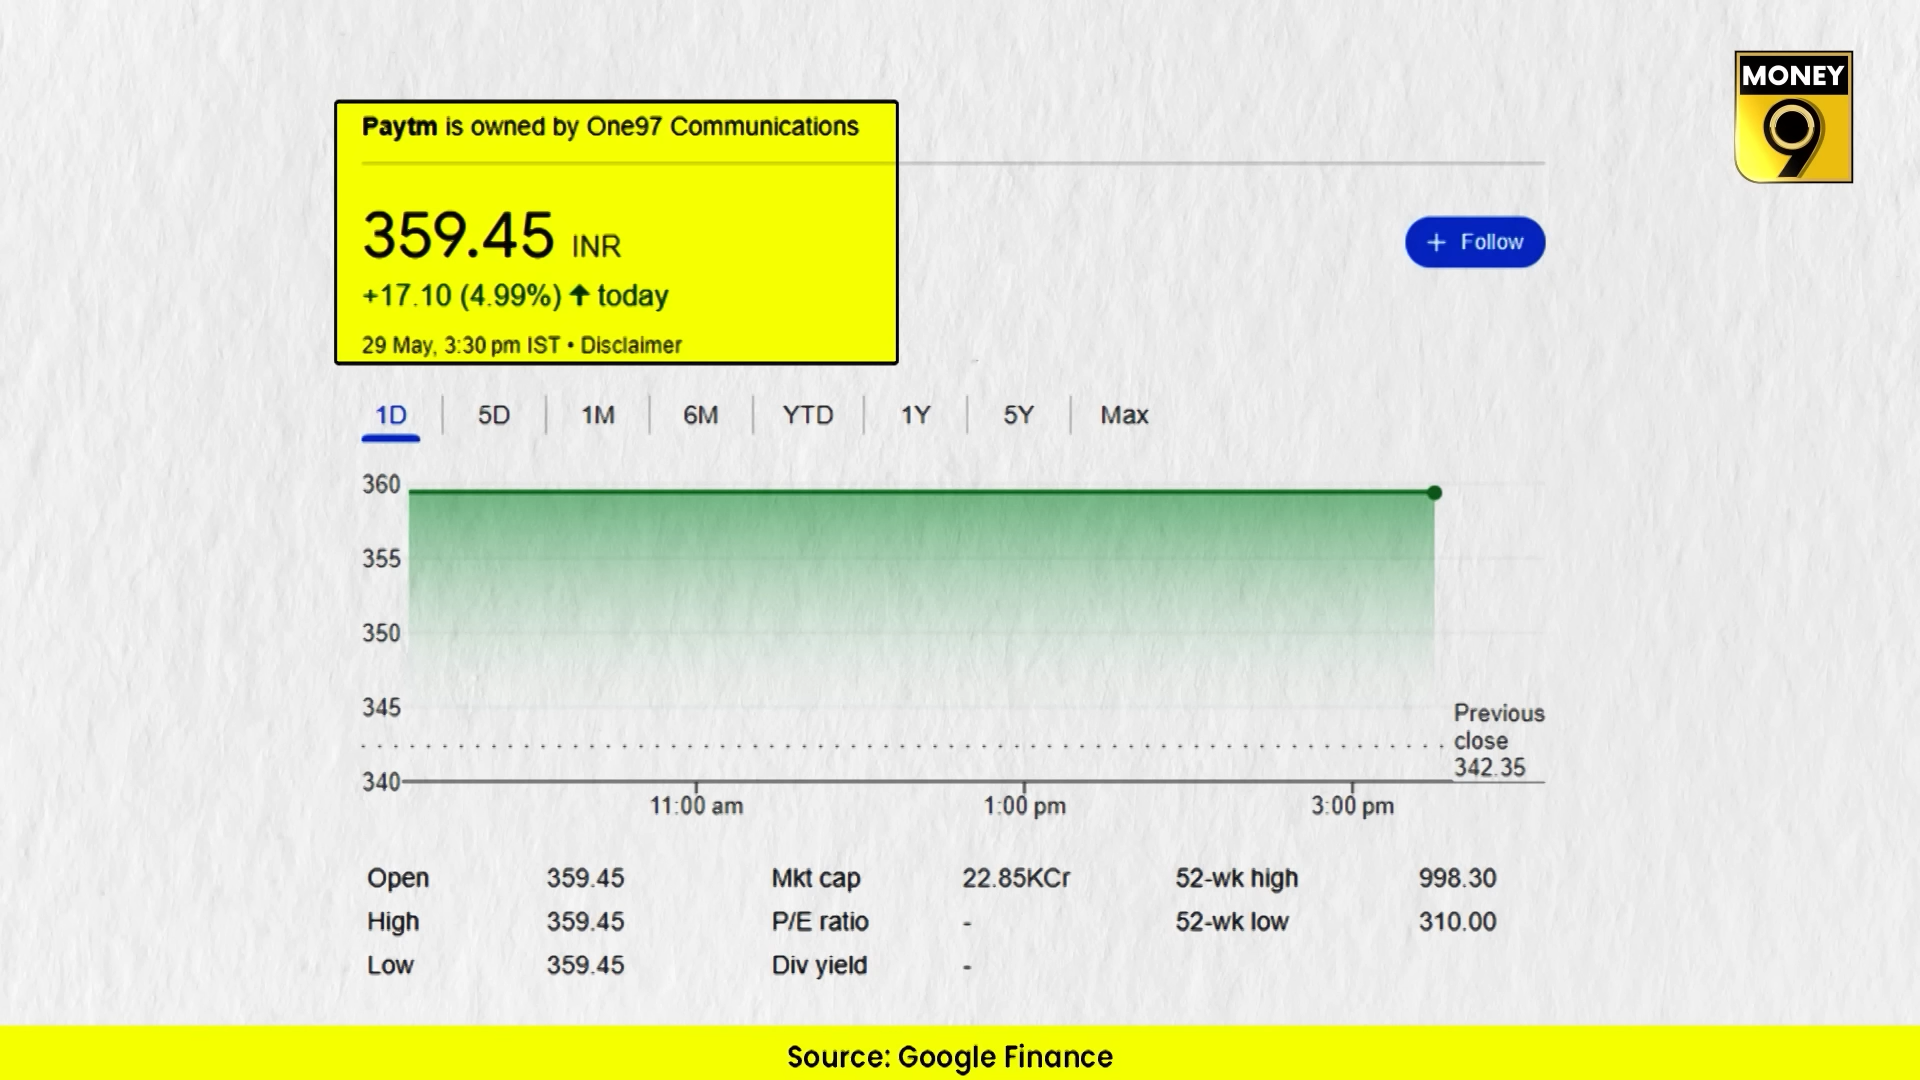 MONEY
9
Paytm is owned by One97 Communications
359.45 INR
+17.10 (4.99%) ↑ today
29 May, 3:30 pm IST • Disclaimer
+ Follow
1D 5D 1M 6M YTD 1Y 5Y Max
360
355
350
345
340
Previous
close
342.35
11:00 am 1:00 pm 3:00 pm
Open 359.45 Mkt cap 22.85KCr 52-wk high 998.30
High 359.45 P/E ratio - 52-wk low 310.00
Low 359.45 Div yield -
Source: Google Finance